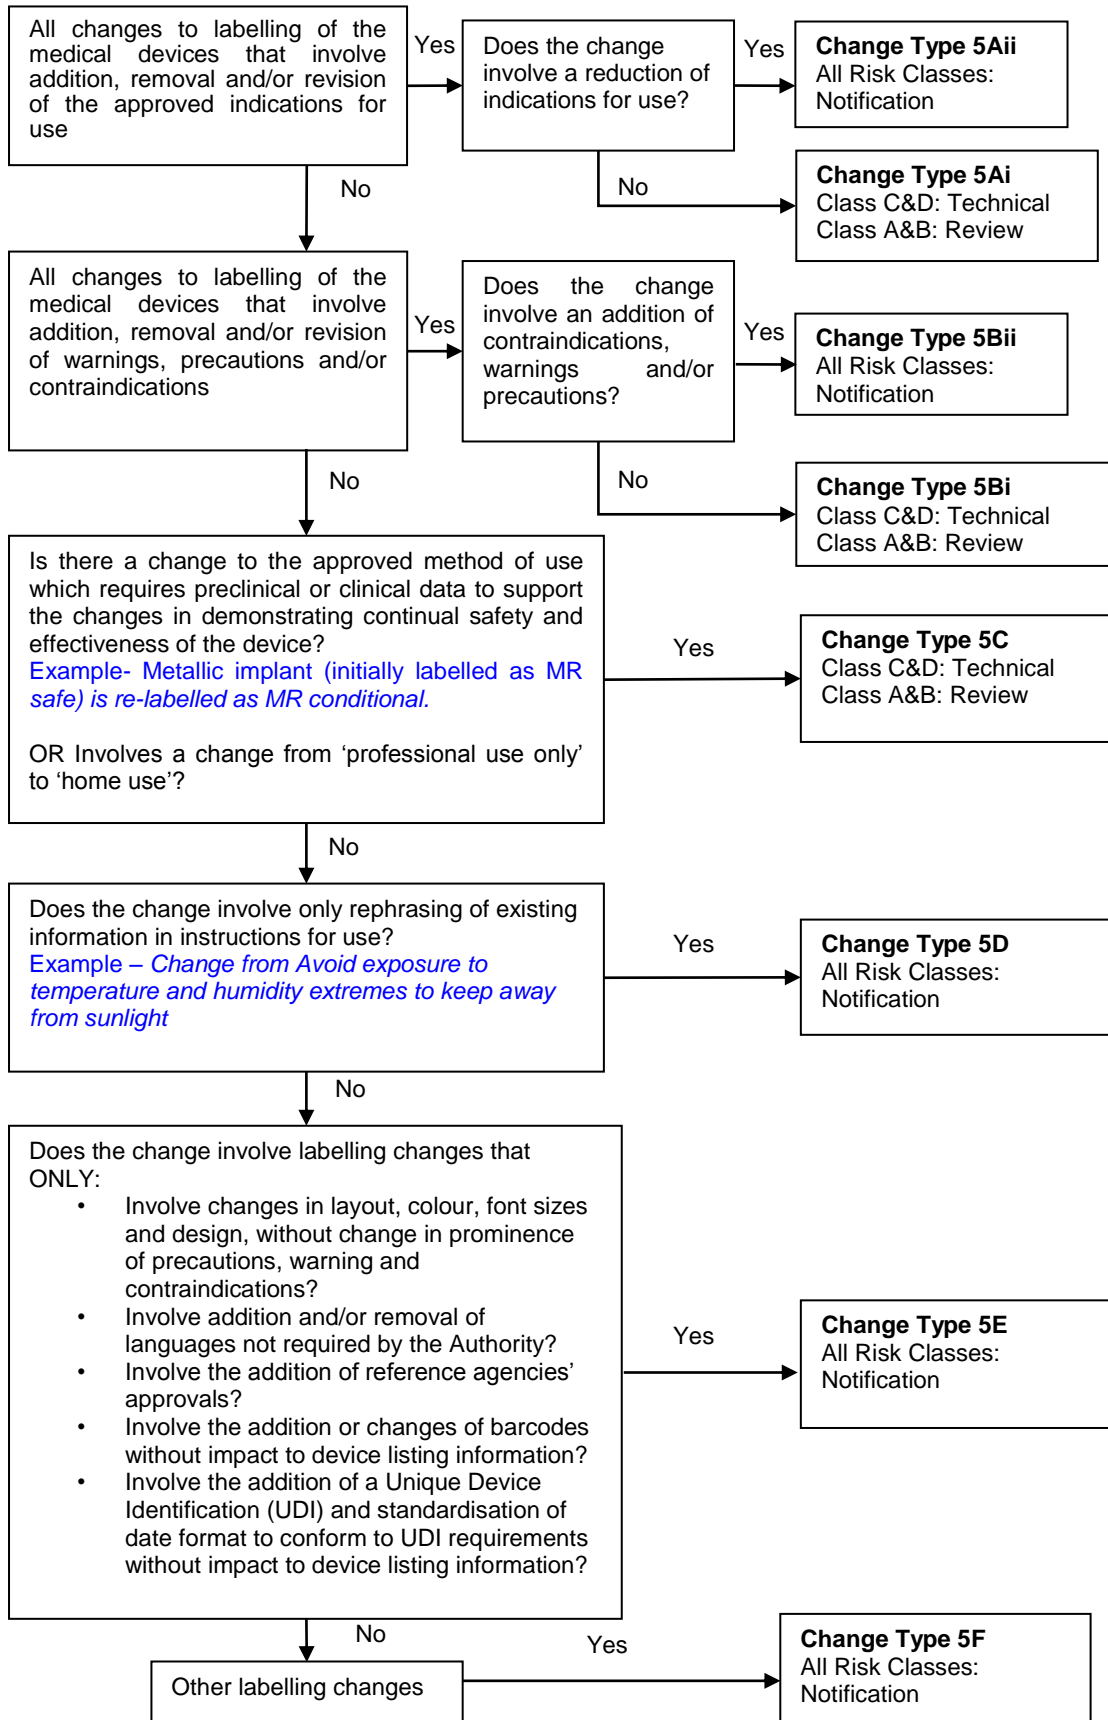 All changes to labelling of the
medical devices that involve
addition, removal and/or revision
of the approved indications for
use
Yes
Does the change
involve a reduction of
indications for use?
Yes
Change Type 5Aii
All Risk Classes:
Notification
No
No
Change Type 5Ai
Class C&D: Technical
Class A&B: Review
All changes to labelling of the
medical devices that involve
addition, removal and/or revision
of warnings, precautions and/or
contraindications
Yes
Does the change
involve an addition of
contraindications,
warnings and/or
precautions?
Yes
Change Type 5Bii
All Risk Classes:
Notification
No
No
Change Type 5Bi
Class C&D: Technical
Class A&B: Review
Is there a change to the approved method of use
which requires preclinical or clinical data to support
the changes in demonstrating continual safety and
effectiveness of the device?
Example- Metallic implant (initially labelled as MR
safe) is re-labelled as MR conditional.
OR Involves a change from ‘professional use only’
to ‘home use’?
Yes
Change Type 5C
Class C&D: Technical
Class A&B: Review
No
Does the change involve only rephrasing of existing
information in instructions for use?
Example – Change from Avoid exposure to
temperature and humidity extremes to keep away
from sunlight
Yes
Change Type 5D
All Risk Classes:
Notification
No
Does the change involve labelling changes that
ONLY:
• Involve changes in layout, colour, font sizes
and design, without change in prominence
of precautions, warning and
contraindications?
• Involve addition and/or removal of
languages not required by the Authority?
• Involve the addition of reference agencies’
approvals?
• Involve the addition or changes of barcodes
without impact to device listing information?
• Involve the addition of a Unique Device
Identification (UDI) and standardisation of
date format to conform to UDI requirements
without impact to device listing information?
Yes
Change Type 5E
All Risk Classes:
Notification
No
Other labelling changes
Yes
Change Type 5F
All Risk Classes:
Notification